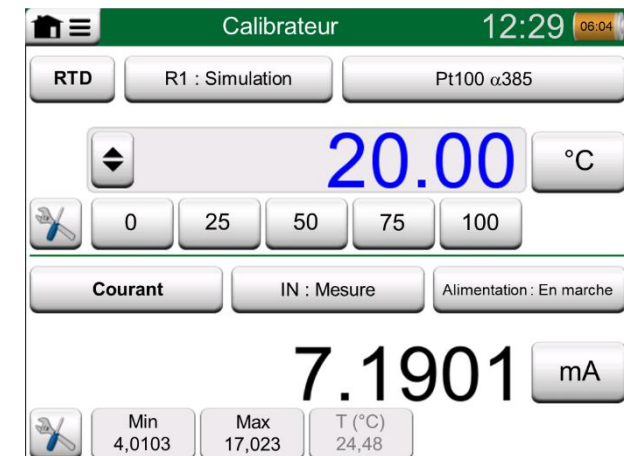 Calibrateur 12:29 06:04
RTD R1 : Simulation Pt100 α385
20.00 °C
0 25 50 75 100
Courant IN : Mesure Alimentation : En marche
7.1901 mA
Min Max T (°C)
4,0103 17,023 24,48